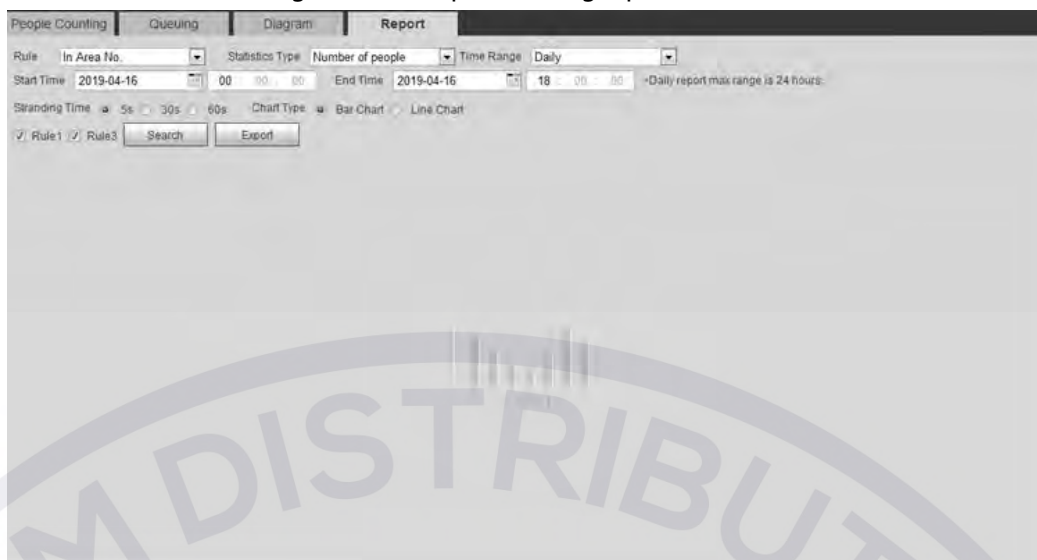 People Counting Queuing Diagram Report
Rule In Area No. Statistics Type Number of people Time Range Daily
Start Time 2019-04-16 00 : 00 : 00 End Time 2019-04-16 18 : 00 : 00 *Daily report max range is 24 hours.
Stranding Time 5s 30s 60s Chart Type Bar Chart Line Chart
Rule1 Rule3 Search Export
DISTRIBUT